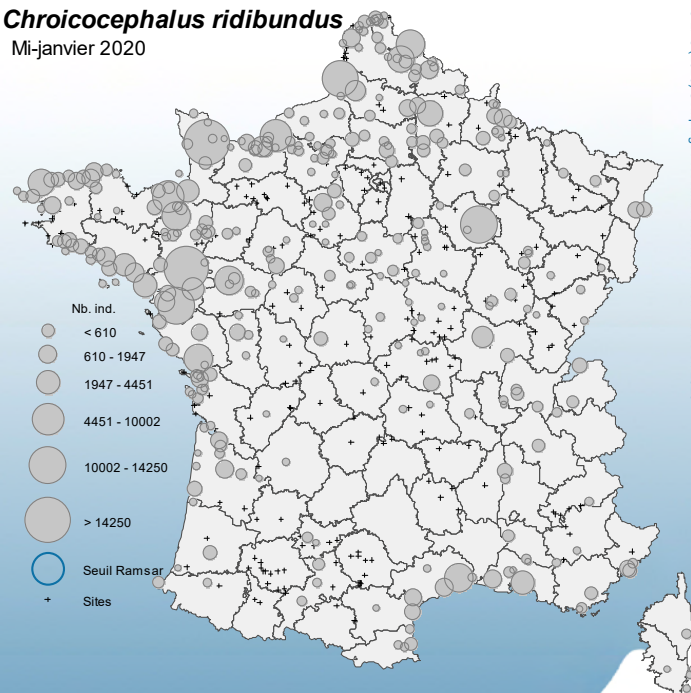 Chroicocephalus ridibundus
Mi-janvier 2020
Nb. ind.
< 610
610 - 1947
1947 - 4451
4451 - 10002
10002 - 14250
> 14250
Seuil Ramsar
Sites